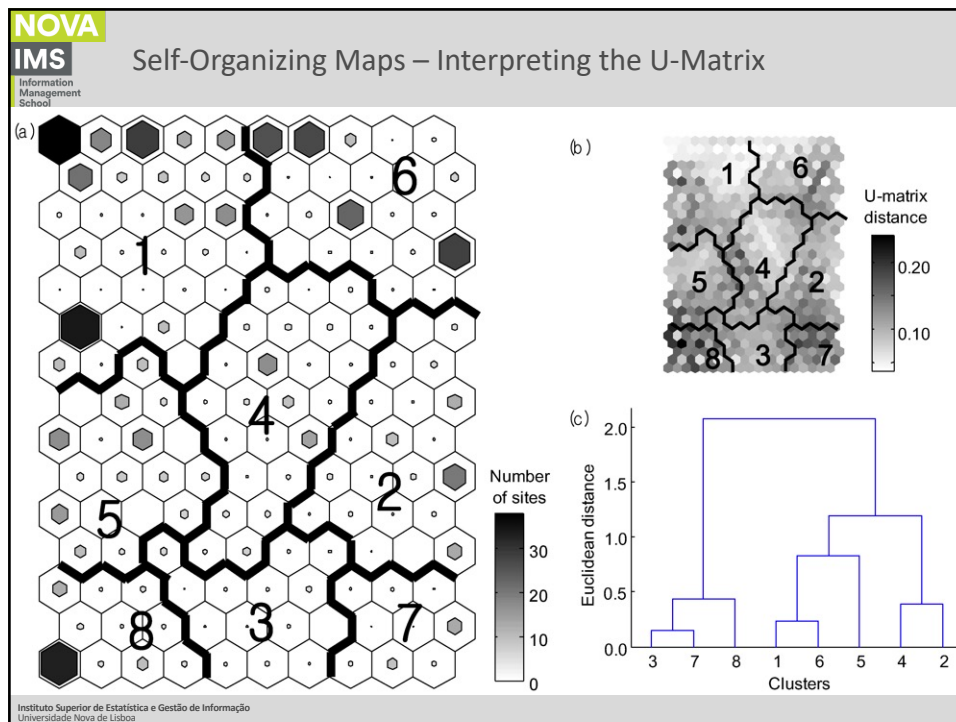 NOVA
IMS
Information
Management
School
Self-Organizing Maps – Interpreting the U-Matrix
(a)
6
1
4
2
5
3
8
7
Number
of sites
30
20
10
0
(b)
1
6
5
4
2
8
3
7
U-matrix
distance
0.20
0.10
(c)
Euclidean distance
2.0
1.5
1.0
0.5
0.0
3 7 8 1 6 5 4 2
Clusters
Instituto Superior de Estatística e Gestão de Informação
Universidade Nova de Lisboa